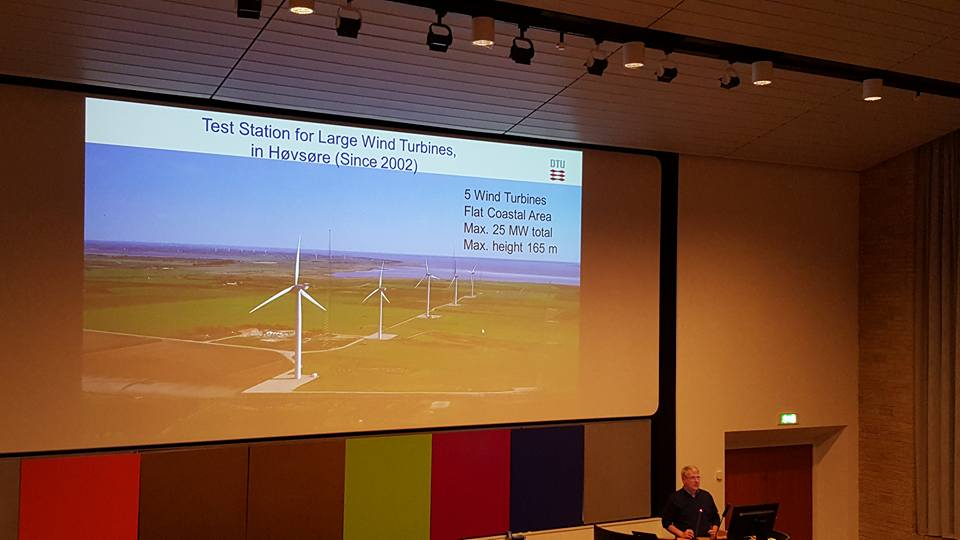 Test Station for Large Wind Turbines,
in Høvsøre (Since 2002)
DTU
5 Wind Turbines
Flat Coastal Area
Max. 25 MW total
Max. height 165 m